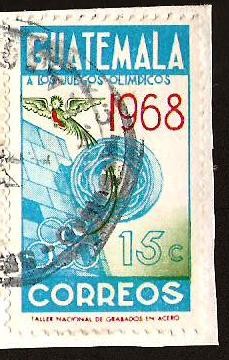 GUATEMALA
A LOS JUEGOS OLIMPICOS
1968
15c
CORREOS
TALLER NACIONAL DE GRABADOS EN ACERO